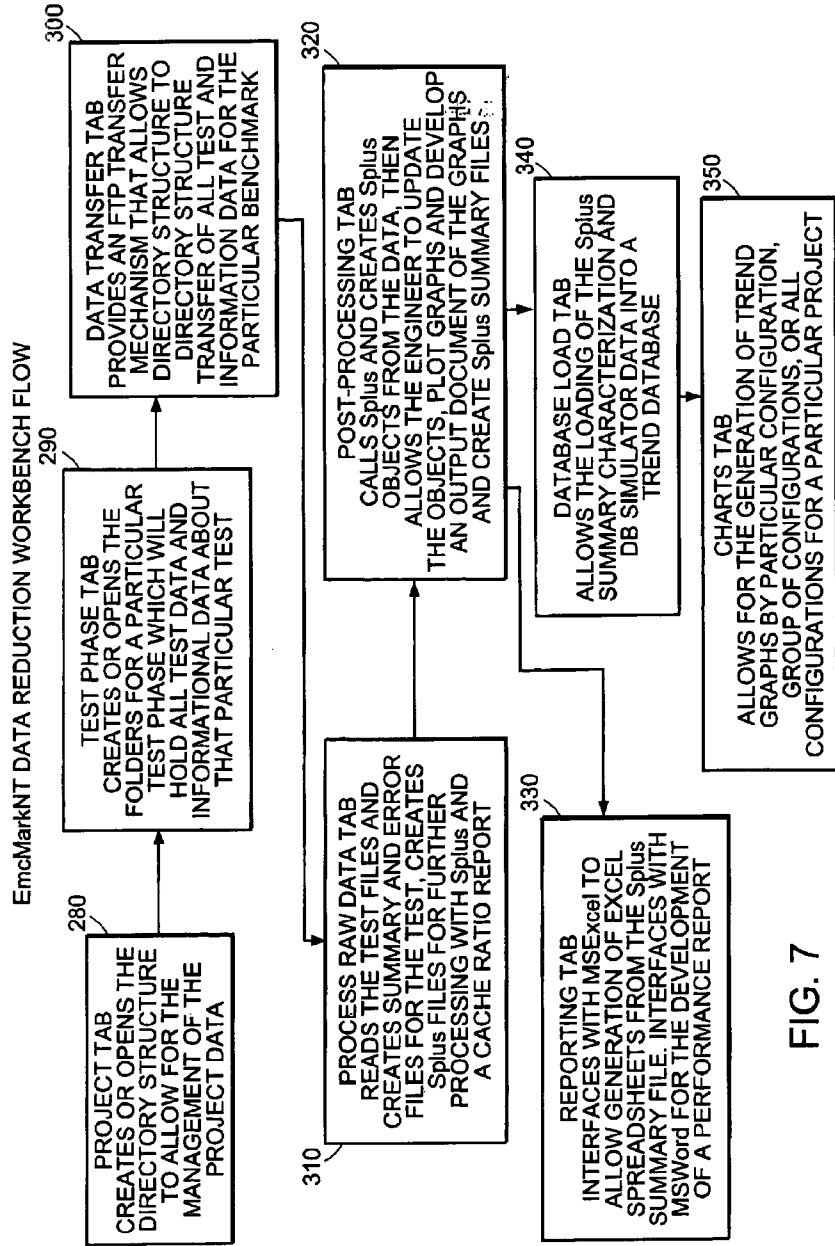 EmcMarkNT DATA REDUCTION WORKBENCH FLOW
280
PROJECT TAB
CREATES OR OPENS THE
DIRECTORY STRUCTURE
TO ALLOW FOR THE
MANAGEMENT OF THE
PROJECT DATA
290
TEST PHASE TAB
CREATES OR OPENS THE
FOLDERS FOR A PARTICULAR
TEST PHASE WHICH WILL
HOLD ALL TEST DATA AND
INFORMATIONAL DATA ABOUT
THAT PARTICULAR TEST
300
DATA TRANSFER TAB
PROVIDES AN FTP TRANSFER
MECHANISM THAT ALLOWS
DIRECTORY STRUCTURE TO
DIRECTORY STRUCTURE
TRANSFER OF ALL TEST AND
INFORMATION DATA FOR THE
PARTICULAR BENCHMARK
310
PROCESS RAW DATA TAB
READS THE TEST FILES AND
CREATES SUMMARY AND ERROR
FILES FOR THE TEST, CREATES
Splus FILES FOR FURTHER
PROCESSING WITH Splus AND
A CACHE RATIO REPORT
320
POST-PROCESSING TAB
CALLS Splus AND CREATES Splus
OBJECTS FROM THE DATA, THEN
ALLOWS THE ENGINEER TO UPDATE
THE OBJECTS, PLOT GRAPHS AND DEVELOP
AN OUTPUT DOCUMENT OF THE GRAPHS
AND CREATE Splus SUMMARY FILES
330
REPORTING TAB
INTERFACES WITH MSExcel TO
ALLOW GENERATION OF EXCEL
SPREADSHEETS FROM THE Splus
SUMMARY FILE. INTERFACES WITH
MSWord FOR THE DEVELOPMENT
OF A PERFORMANCE REPORT
340
DATABASE LOAD TAB
ALLOWS THE LOADING OF THE Splus
SUMMARY CHARACTERIZATION AND
DB SIMULATOR DATA INTO A
TREND DATABASE
350
CHARTS TAB
ALLOWS FOR THE GENERATION OF TREND
GRAPHS BY PARTICULAR CONFIGURATION,
GROUP OF CONFIGURATIONS, OR ALL
CONFIGURATIONS FOR A PARTICULAR PROJECT
FIG. 7